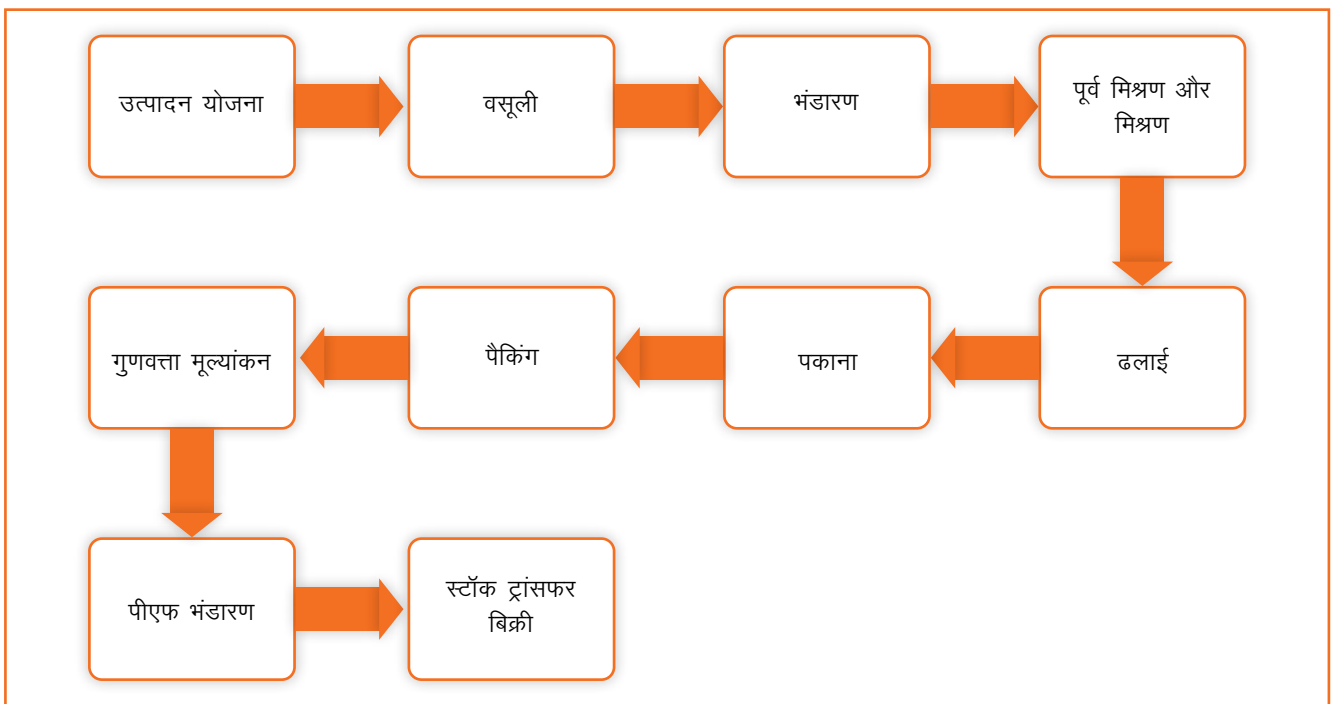 उत्पादन योजना
वसूली
भंडारण
पूर्व मिश्रण और
मिश्रण
ढलाई
पकाना
पैकिंग
गुणवत्ता मूल्यांकन
पीएफ भंडारण
स्टॉक ट्रांसफर
बिक्री